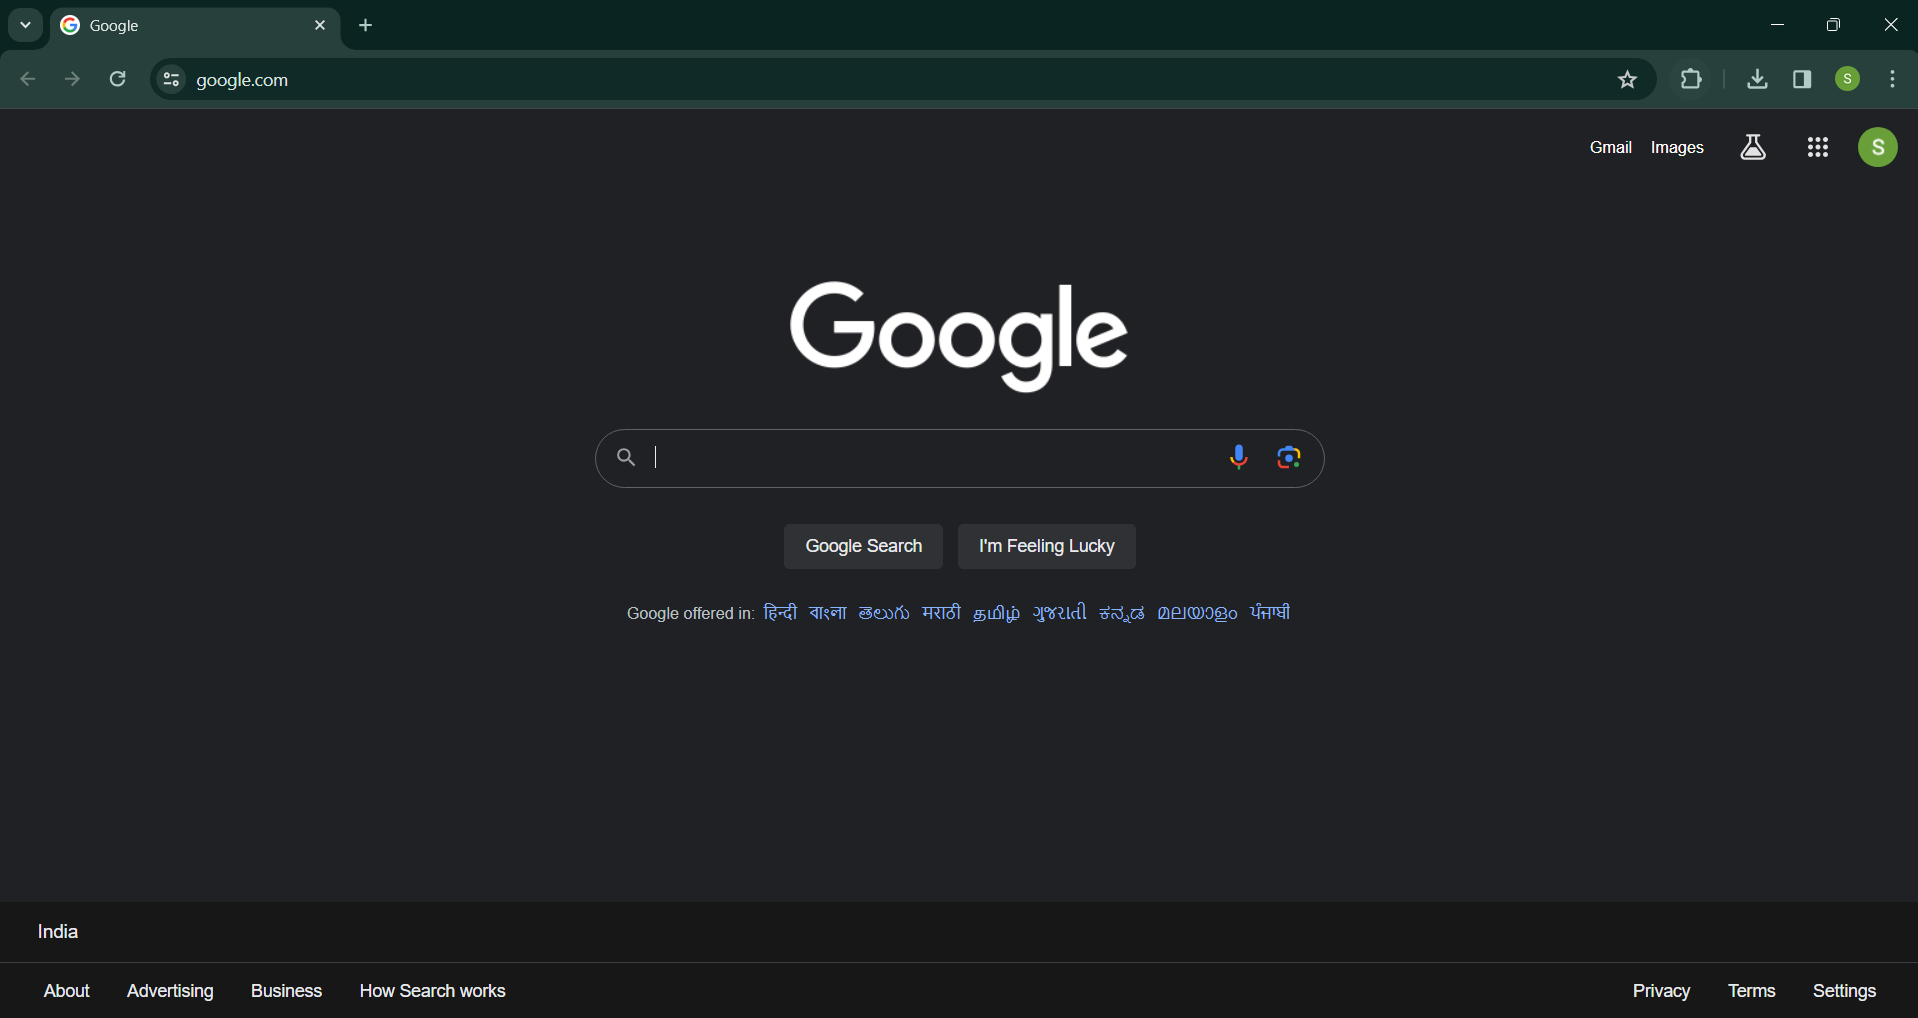 Google
google.com
S
Gmail Images S
Google
Google Search I'm Feeling Lucky
Google offered in: हिन्दी বাংলা తెలుగు मराठी தமிழ் ગુજરાતી ಕನ್ನಡ മലയാളം ਪੰਜਾਬੀ
India
About Advertising Business How Search works Privacy Terms Settings